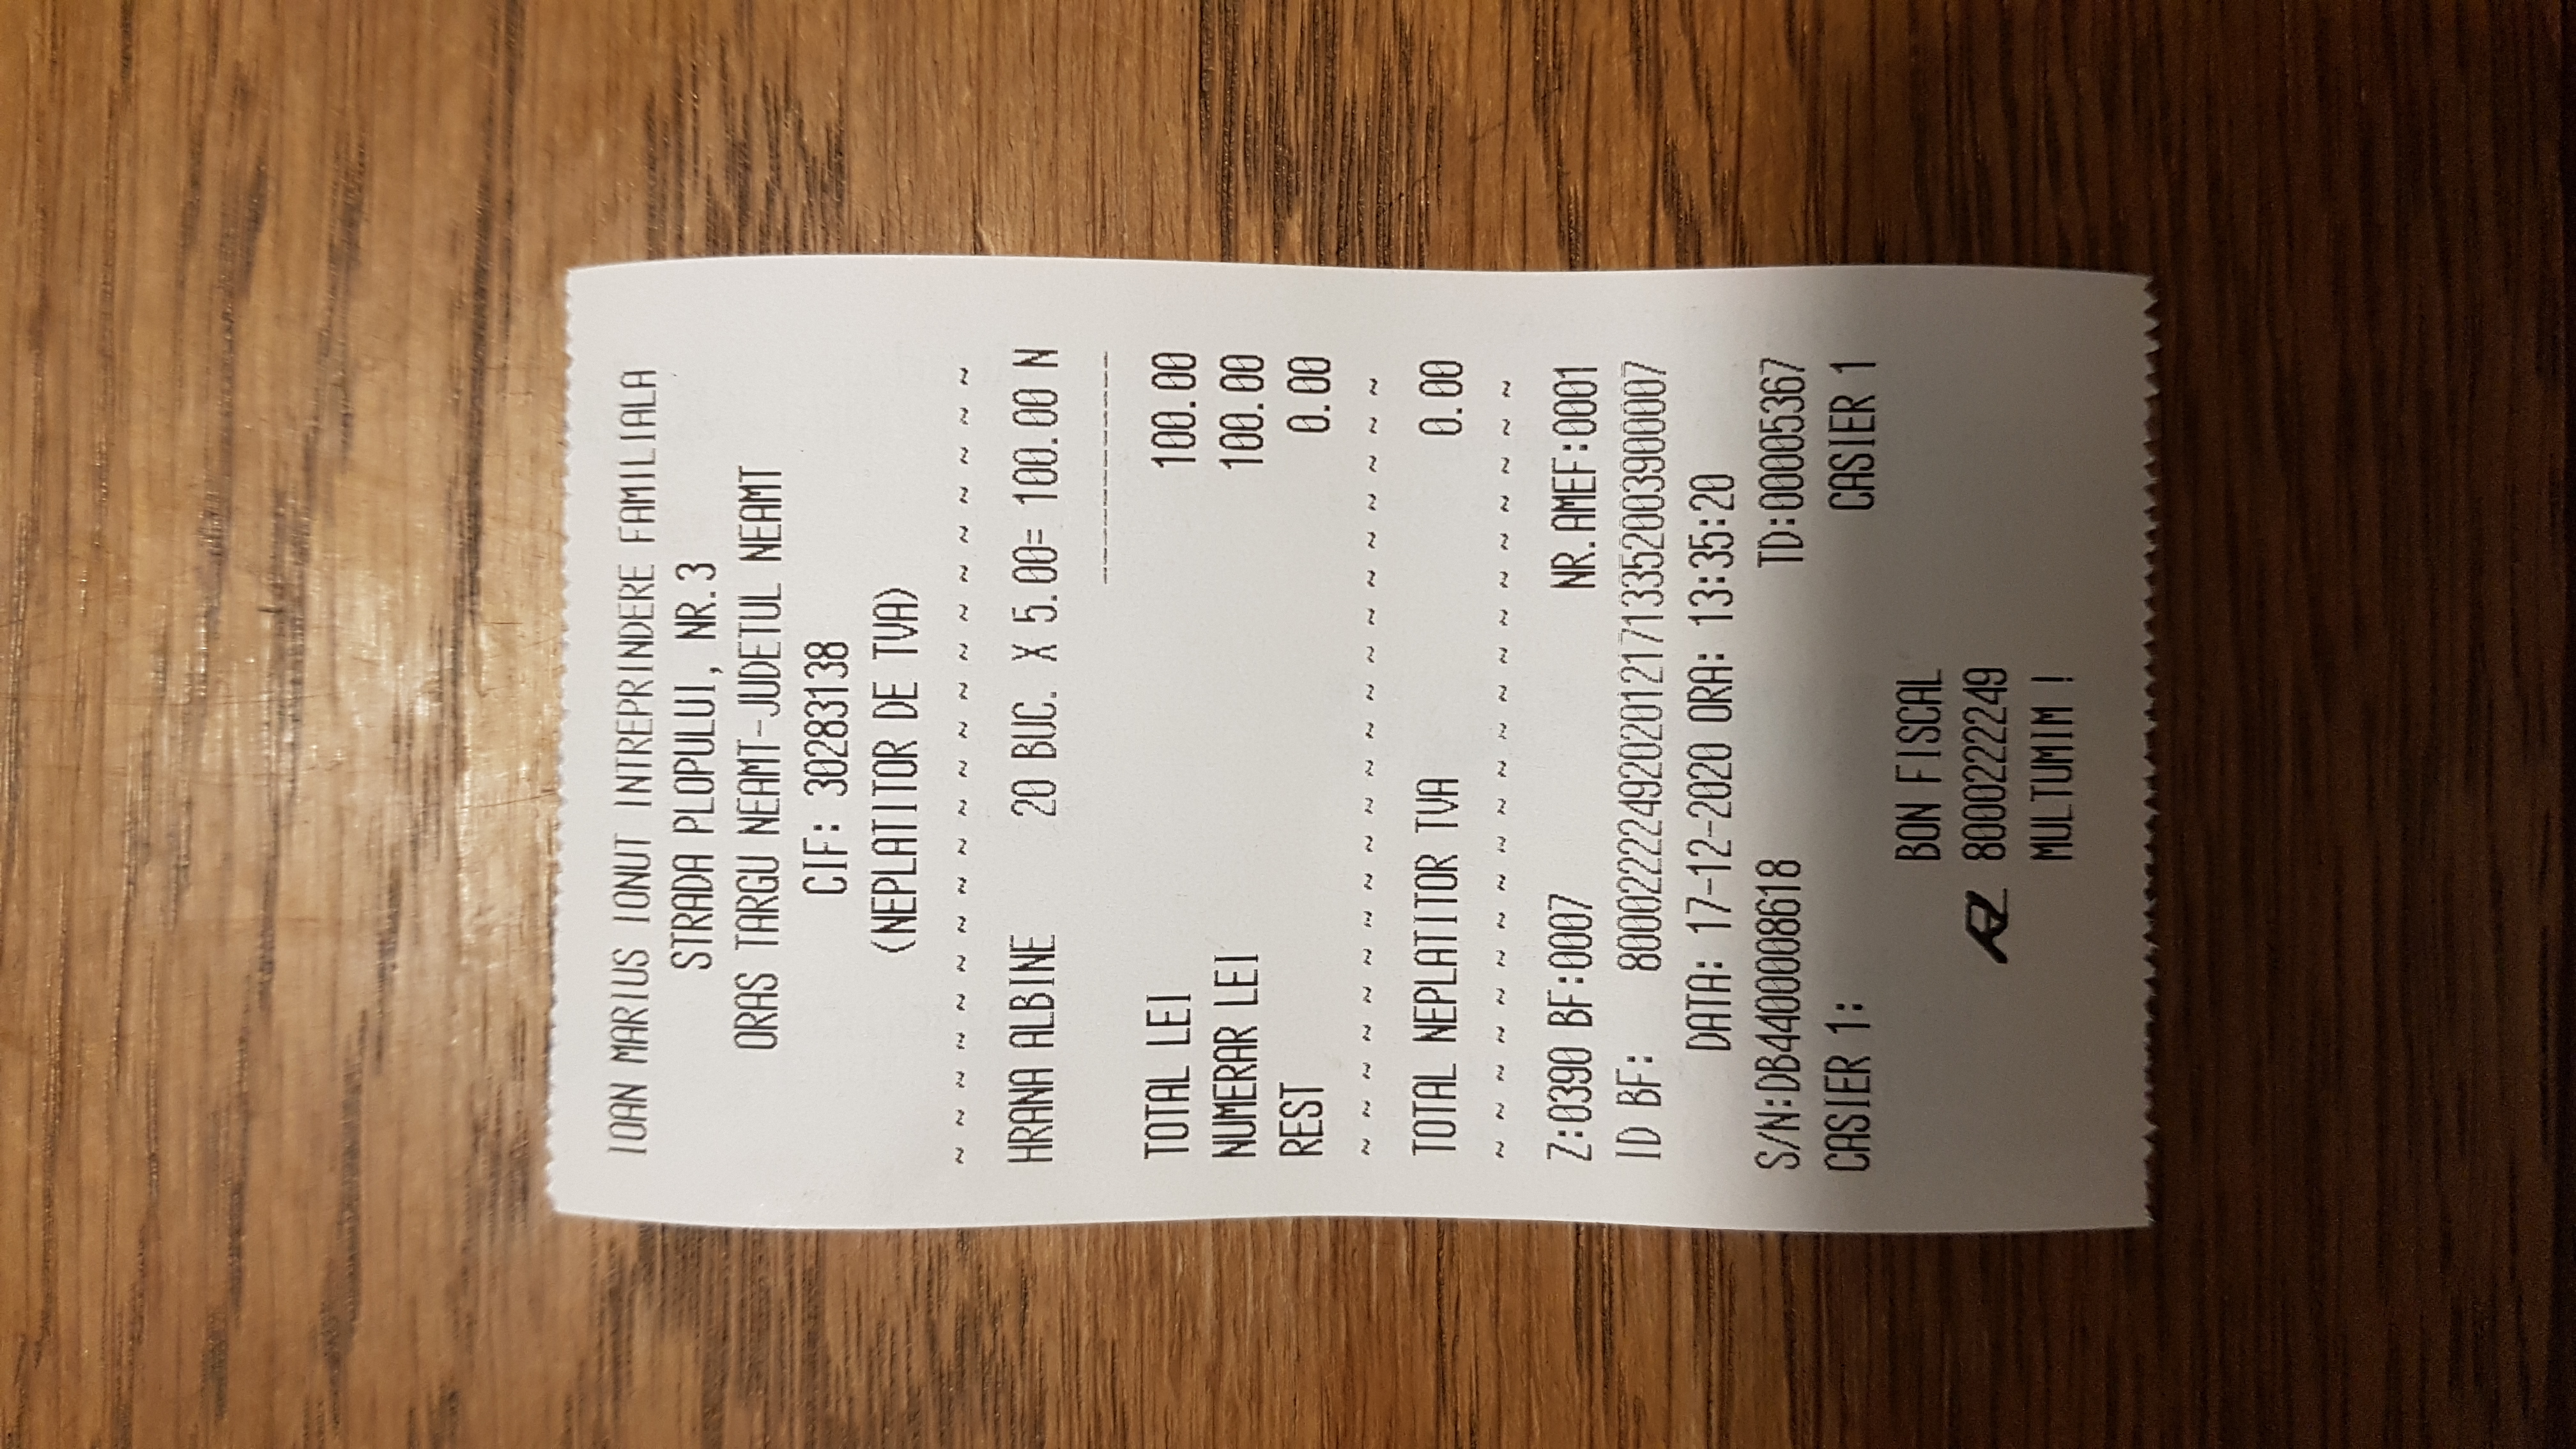 IOAN MARIUS IONUT INTREPRINDERE FAMILIALA
STRADA PLOPULUI, NR.3
ORAS TARGU NEAMT-JUDETUL NEAMT
CIF: 30283138
(NEPLATITOR DE TVA)
~ ~ ~ ~ ~ ~ ~ ~ ~ ~ ~ ~ ~ ~ ~ ~ ~ ~ ~ ~ ~
HRANA ALBINE 20 BUC. X 5.00= 100.00 N
------------
TOTAL LEI 100.00
NUMERAR LEI 100.00
REST 0.00
~ ~ ~ ~ ~ ~ ~ ~ ~ ~ ~ ~ ~ ~ ~ ~ ~ ~ ~ ~ ~
TOTAL NEPLATITOR TVA 0.00
~ ~ ~ ~ ~ ~ ~ ~ ~ ~ ~ ~ ~ ~ ~ ~ ~ ~ ~ ~ ~
Z:0390 BF:0007 NR.AMEF:0001
ID BF: 80002222492020121713352003900007
DATA: 17-12-2020 ORA: 13:35:20
S/N:DB4400008618 TD:00005367
CASIER 1: CASIER 1
BON FISCAL
8000222249
MULTUMIM !